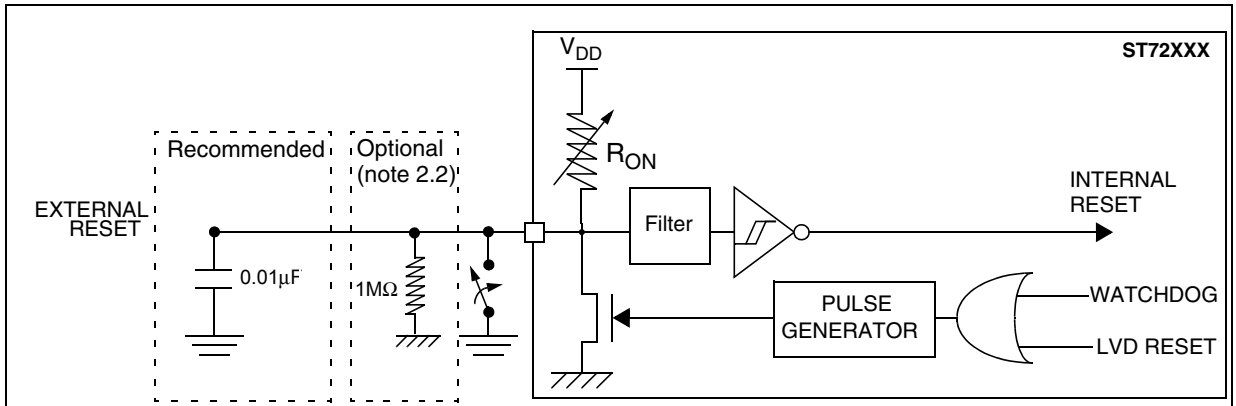 V_DD
ST72XXX
Recommended
Optional
(note 2.2)
R_ON
EXTERNAL
RESET
INTERNAL
RESET
Filter
0.01µF
1MΩ
PULSE
GENERATOR
WATCHDOG
LVD RESET